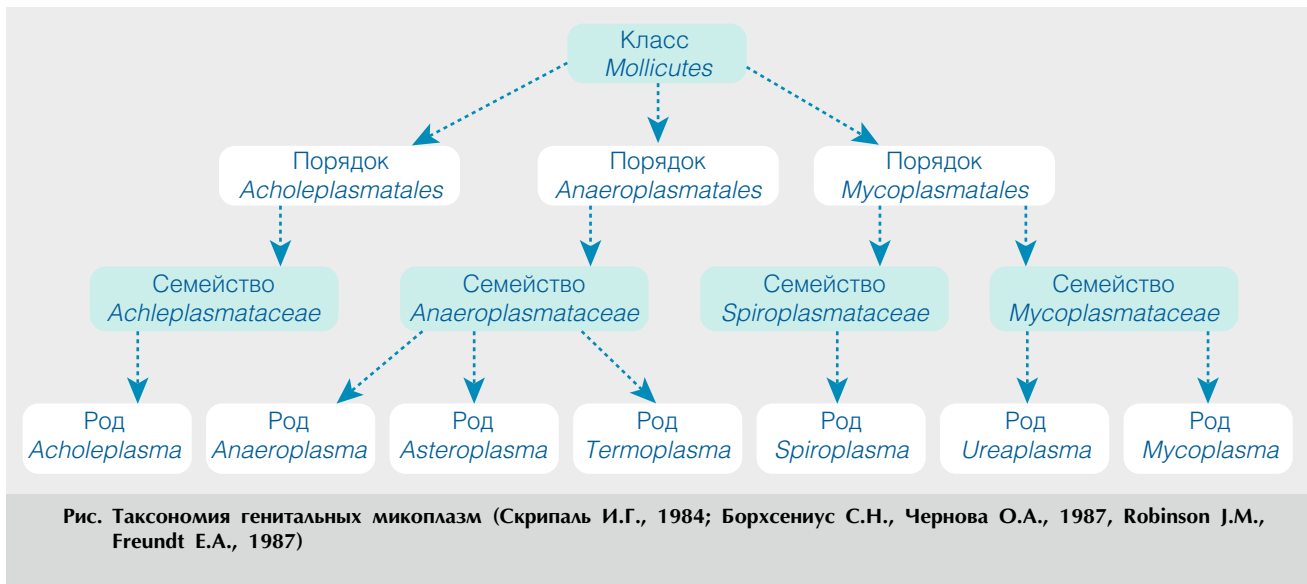 Класс
Mollicutes
Порядок
Acholeplasmatales
Порядок
Anaeroplasmatales
Порядок
Mycoplasmatales
Семейство
Achleplasmataceae
Семейство
Anaeroplasmataceae
Семейство
Spiroplasmataceae
Семейство
Mycoplasmataceae
Род
Acholeplasma
Род
Anaeroplasma
Род
Asteroplasma
Род
Termoplasma
Род
Spiroplasma
Род
Ureaplasma
Род
Mycoplasma
Рис. Таксономия генитальных микоплазм (Скрипаль И.Г., 1984; Борхсениус С.Н., Чернова О.А., 1987, Robinson J.M.,
Freundt E.A., 1987)